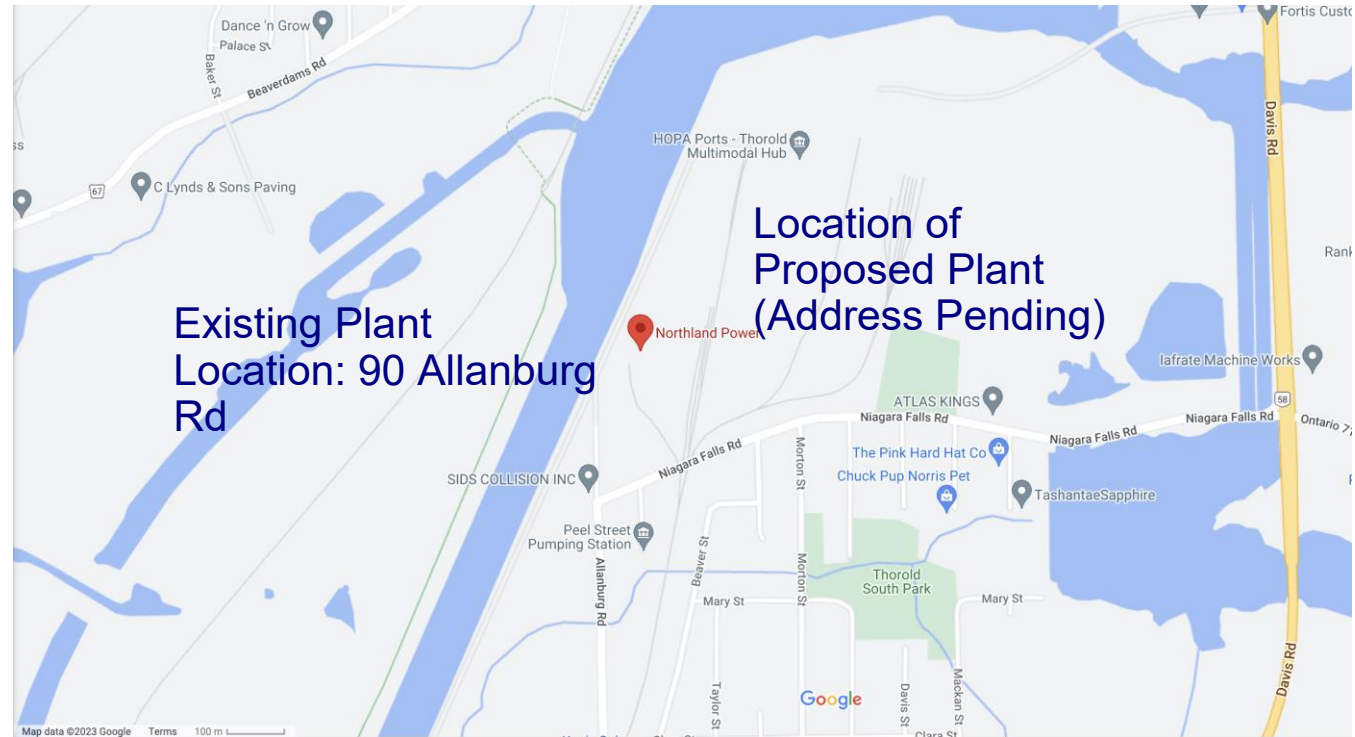 Dance 'n Grow
Palace St
Baker St
Beaverdams Rd
Fortis Custo
Davis Rd
ss
67
C Lynds & Sons Paving
HOPA Ports - Thorold
Multimodal Hub
Location of
Proposed Plant
(Address Pending)
Rank
Existing Plant
Location: 90 Allanburg
Rd
Northland Power
Iafrate Machine Works
ATLAS KINGS
58
Niagara Falls Rd
Niagara Falls Rd
Niagara Falls Rd
Niagara Falls Rd
Ontario 71
Morton St
The Pink Hard Hat Co
Chuck Pup Norris Pet
SIDS COLLISION INC
TashantaeSapphire
Peel Street
Pumping Station
Beaver St
Allanburg Rd
Morton St
Thorold
South Park
Mary St
Mary St
Davis Rd
Taylor St
Google
Davis St
Mackan St
Clara St
Map data ©2023 Google
Terms
100 m